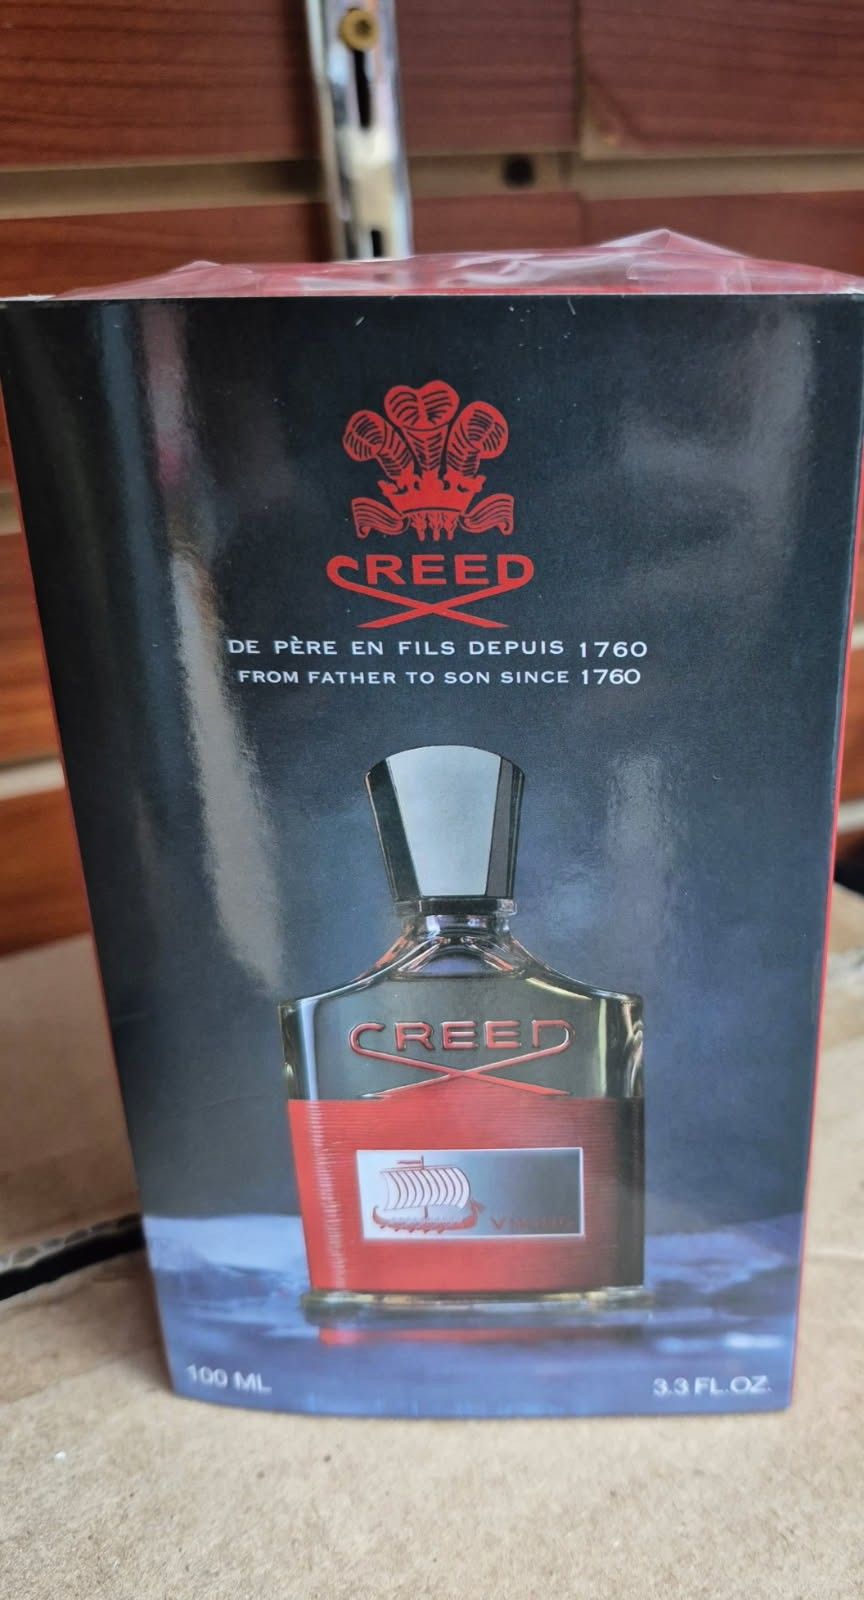 CREED
DE PÈRE EN FILS DEPUIS 1760
FROM FATHER TO SON SINCE 1760
CREED
VIKING
100 ML
3.3 FL.OZ.